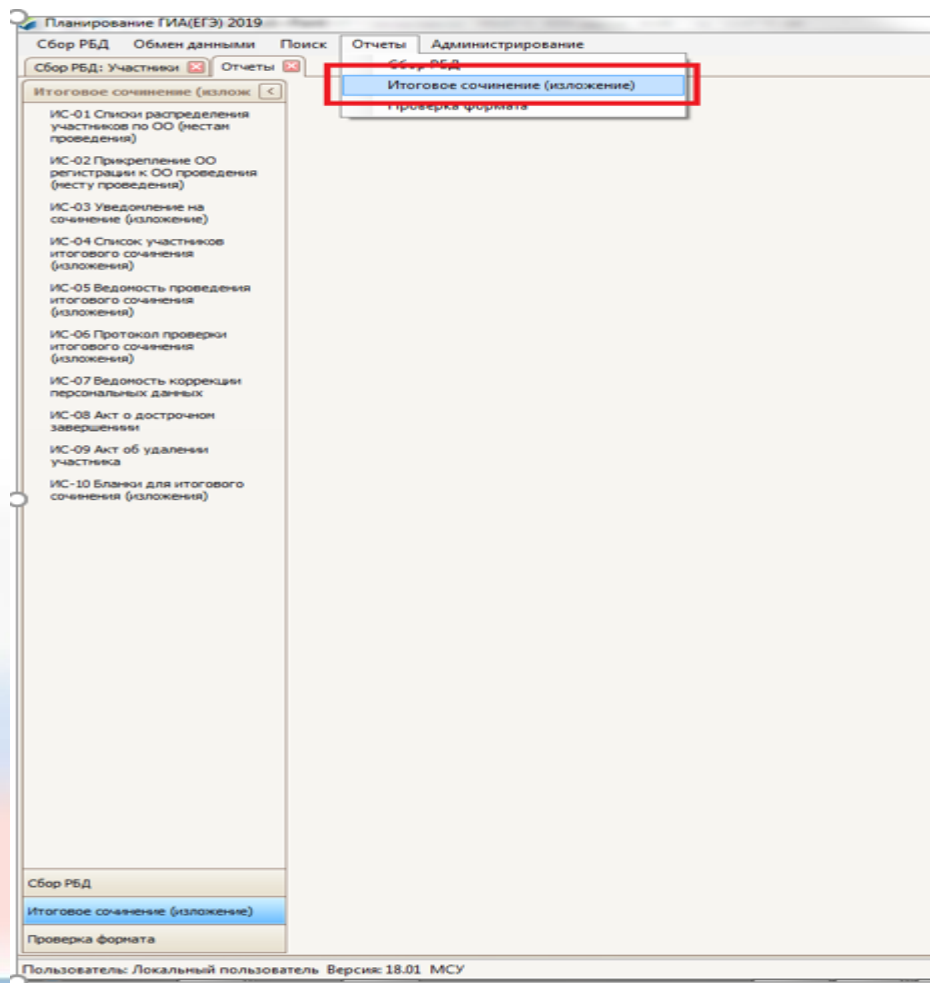 Планирование ГИА(ЕГЭ) 2019
Сбор РБД Обмен данными Поиск Отчеты Администрирование
Сбор РБД: Участники Отчеты
Сбор РБД
Итоговое сочинение (изложение)
Проверка формата
Итоговое сочинение (излож <
ИС-01 Списки распределения
участников по ОО (местам
проведения)
ИС-02 Прикрепление ОО
регистрации к ОО проведения
(месту проведения)
ИС-03 Уведомление на
сочинение (изложение)
ИС-04 Список участников
итогового сочинения
(изложения)
ИС-05 Ведомость проведения
итогового сочинения
(изложения)
ИС-06 Протокол проверки
итогового сочинения
(изложения)
ИС-07 Ведомость коррекции
персональных данных
ИС-08 Акт о дострочном
завершениии
ИС-09 Акт об удалении
участника
ИС-10 Бланки для итогового
сочинения (изложения)
Сбор РБД
Итоговое сочинение (изложение)
Проверка формата
Пользователь: Локальный пользователь Версия: 18.01 МСУ